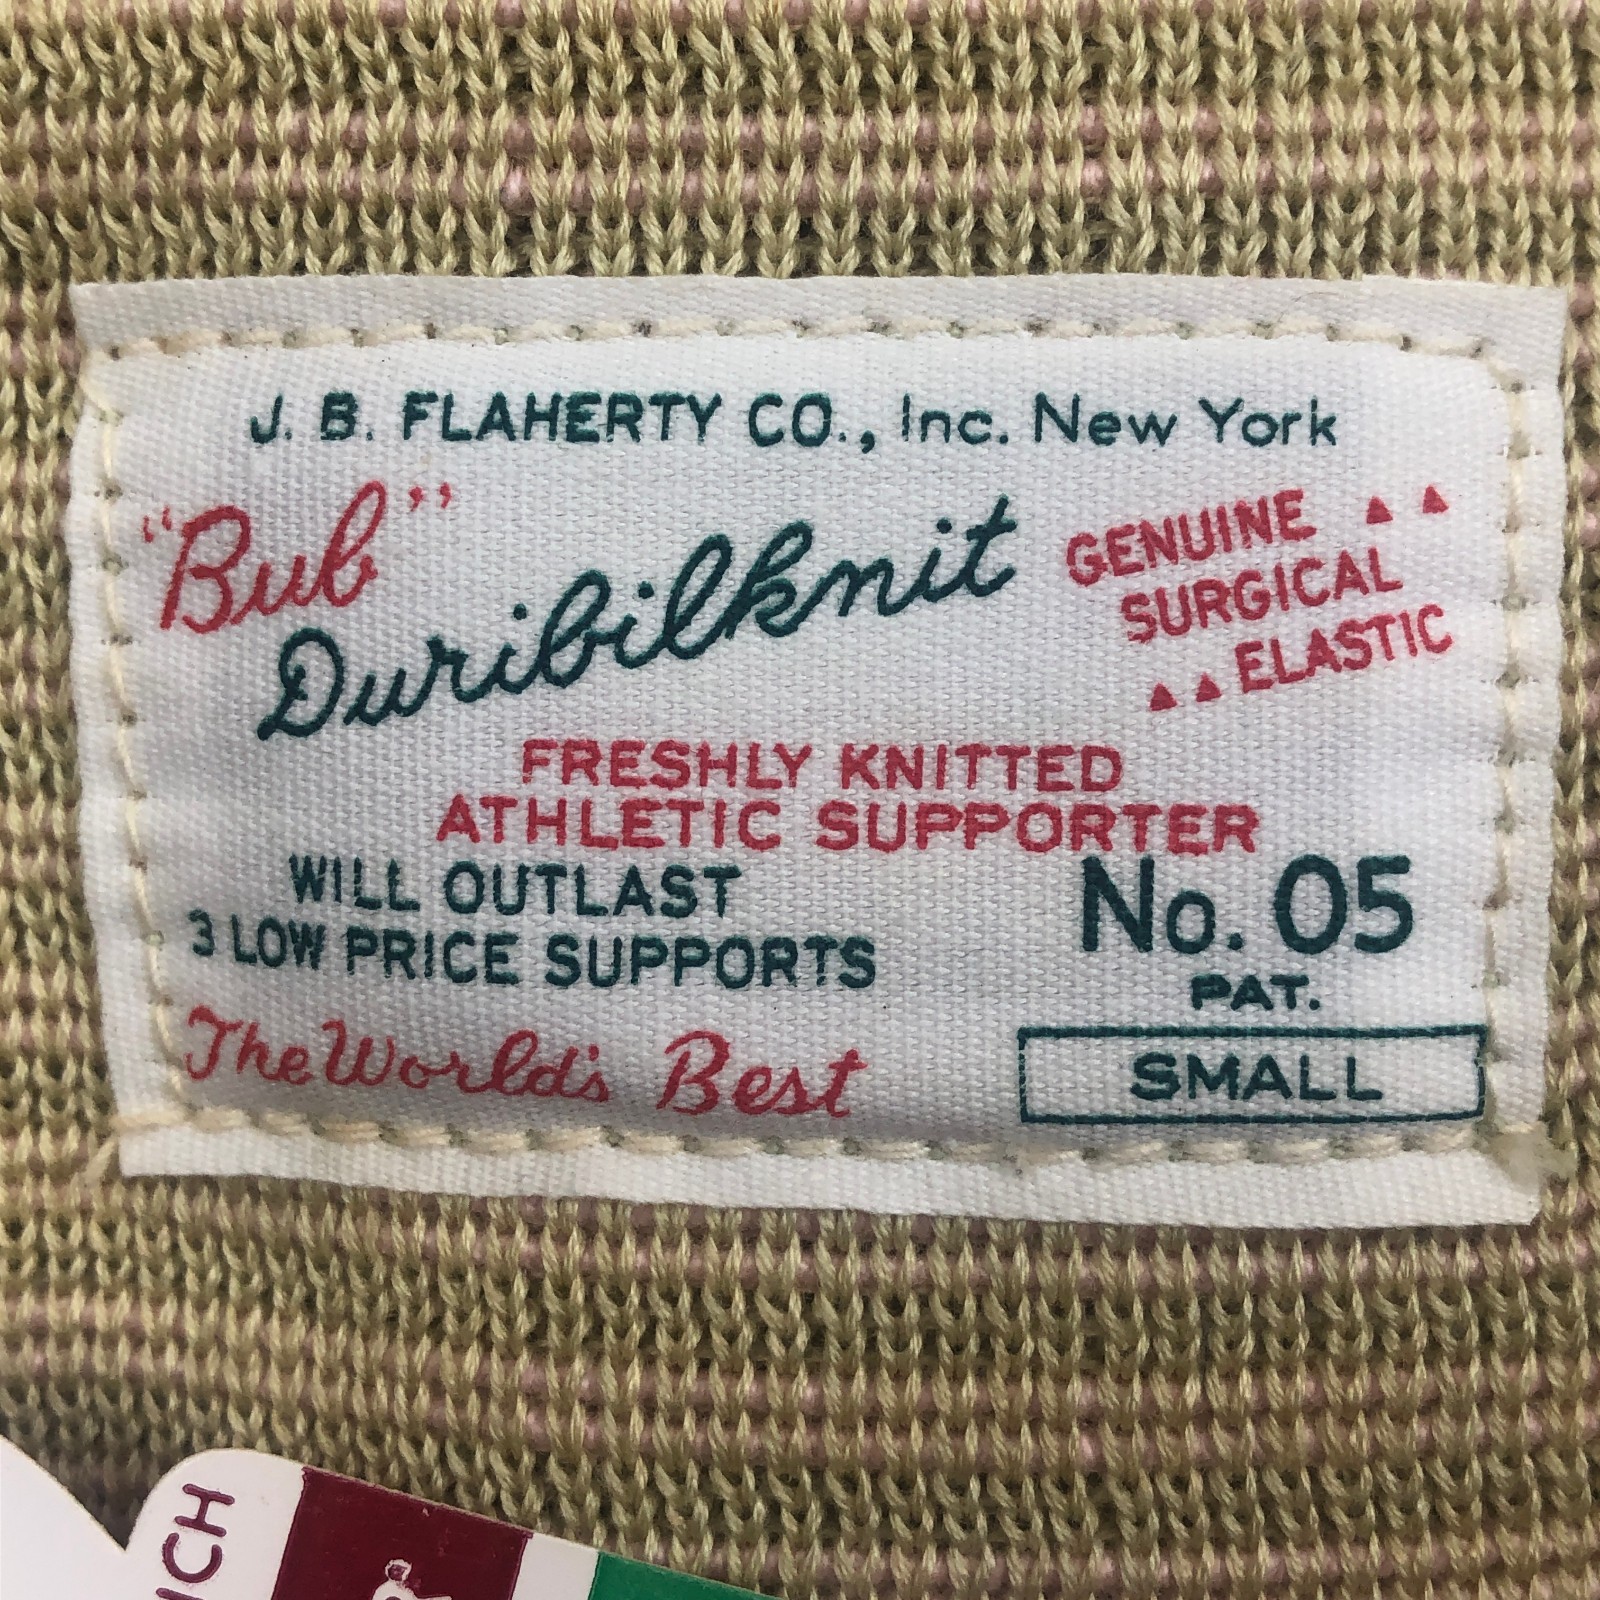 J. B. FLAHERTY CO., Inc. New York
"Bub"
Duribilknit
GENUINE
SURGICAL
ELASTIC
FRESHLY KNITTED
ATHLETIC SUPPORTER
WILL OUTLAST
3 LOW PRICE SUPPORTS
The World's Best
No. 05
PAT.
SMALL